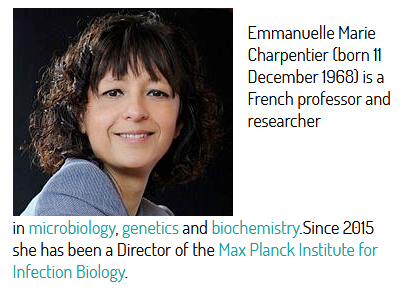 Emmanuelle Marie
Charpentier (born 11
December 1968) is a
French professor and
researcher
in microbiology, genetics and biochemistry.Since 2015
she has been a Director of the Max Planck Institute for
Infection Biology.